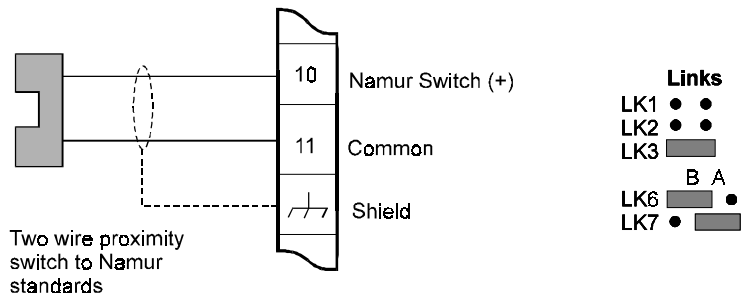 10
Namur Switch (+)
11
Common
Shield
Two wire proximity
switch to Namur
standards
Links
LK1
LK2
LK3
B A
LK6
LK7